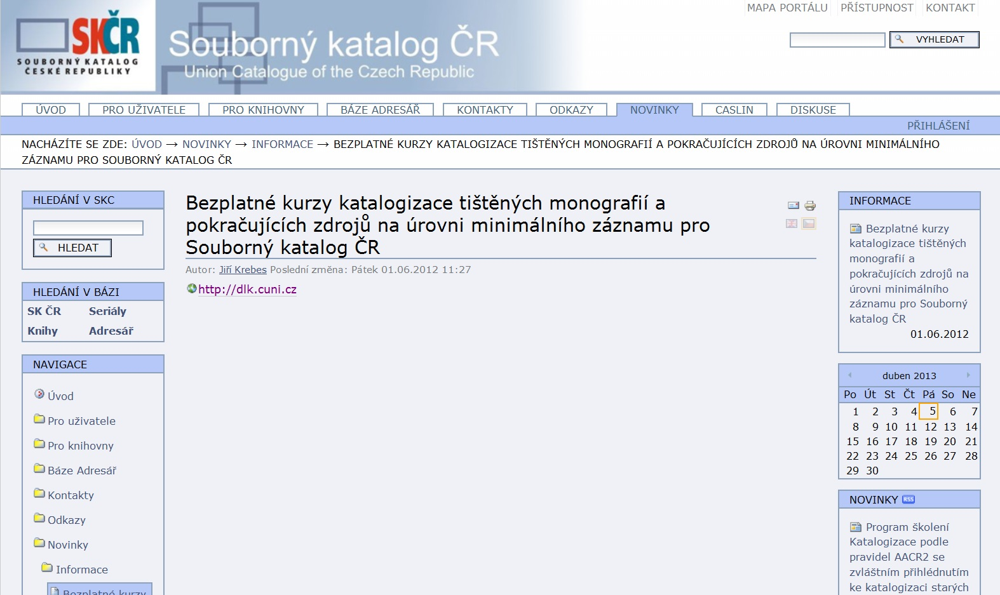 SKČR
SOUBORNÝ KATALOG
ČESKÉ REPUBLIKY
Souborný katalog ČR
Union Catalogue of the Czech Republic
MAPA PORTÁLU PŘÍSTUPNOST KONTAKT
VYHLEDAT
ÚVOD PRO UŽIVATELE PRO KNIHOVNY BÁZE ADRESÁŘ KONTAKTY ODKAZY NOVINKY CASLIN DISKUSE
PŘIHLÁŠENÍ
NACHÁZÍTE SE ZDE: ÚVOD → NOVINKY → INFORMACE → BEZPLATNÉ KURZY KATALOGIZACE TIŠTĚNÝCH MONOGRAFIÍ A POKRAČUJÍCÍCH ZDROJŮ NA ÚROVNI MINIMÁLNÍHO
ZÁZNAMU PRO SOUBORNÝ KATALOG ČR
HLEDÁNÍ V SKC
HLEDAT
HLEDÁNÍ V BÁZI
SK ČR Seriály
Knihy Adresář
NAVIGACE
Úvod
Pro uživatele
Pro knihovny
Báze Adresář
Kontakty
Odkazy
Novinky
Informace
Bezplatné kurzy
Bezplatné kurzy katalogizace tištěných monografií a
pokračujících zdrojů na úrovni minimálního záznamu pro
Souborný katalog ČR
Autor: Jiří Krebes Poslední změna: Pátek 01.06.2012 11:27
http://dlk.cuni.cz
INFORMACE
Bezplatné kurzy
katalogizace tištěných
monografií a
pokračujících zdrojů na
úrovni minimálního
záznamu pro Souborný
katalog ČR
01.06.2012
duben 2013
Po Út St Čt Pá So Ne
1 2 3 4 5 6 7
8 9 10 11 12 13 14
15 16 17 18 19 20 21
22 23 24 25 26 27 28
29 30
NOVINKY RSS
Program školení
Katalogizace podle
pravidel AACR2 se
zvláštním přihlédnutím
ke katalogizaci starých